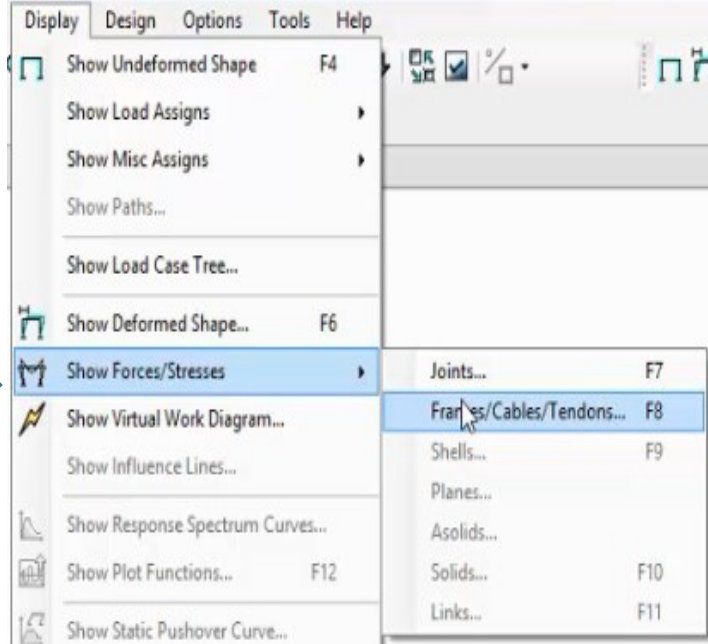 Display Design Options Tools Help
Show Undeformed Shape F4
Show Load Assigns
Show Misc Assigns
Show Paths...
Show Load Case Tree...
Show Deformed Shape... F6
Show Forces/Stresses
Joints... F7
Frames/Cables/Tendons... F8
Show Virtual Work Diagram...
Shells... F9
Show Influence Lines...
Planes...
Show Response Spectrum Curves...
Asolids...
Show Plot Functions... F12
Solids... F10
Links... F11
Show Static Pushover Curve...